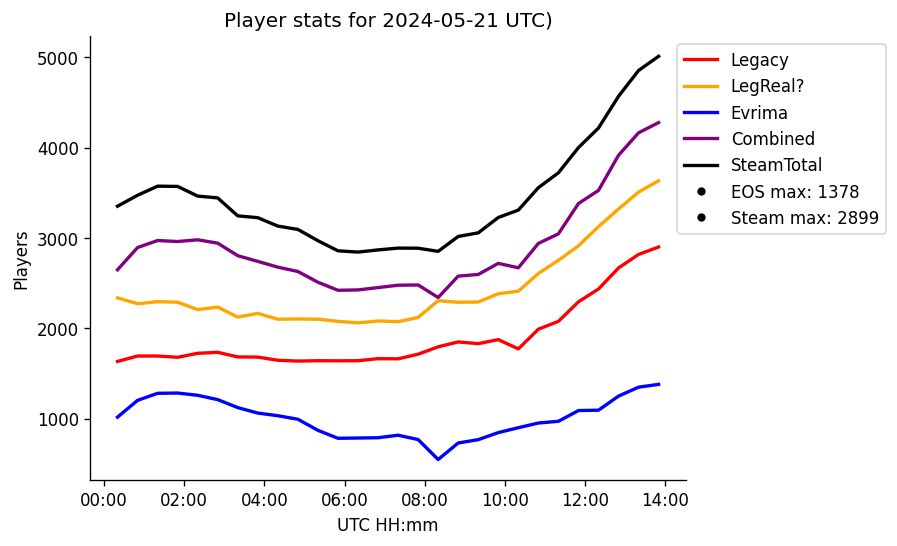 Player stats for 2024-05-21 UTC)
5000
4000
3000
2000
1000
Players
00:00 02:00 04:00 06:00 08:00 10:00 12:00 14:00
UTC HH:mm
Legacy
LegReal?
Evrima
Combined
SteamTotal
EOS max: 1378
Steam max: 2899